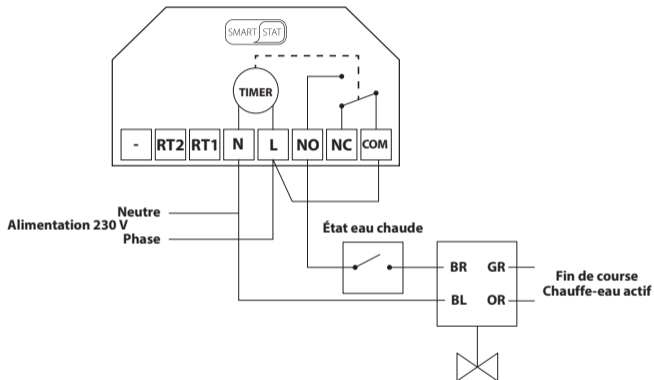 SMART STAT
TIMER
- RT2 RT1 N L NO NC COM
Alimentation 230 V
Neutre
Phase
État eau chaude
BR GR
BL OR
Fin de course
Chauffe-eau actif